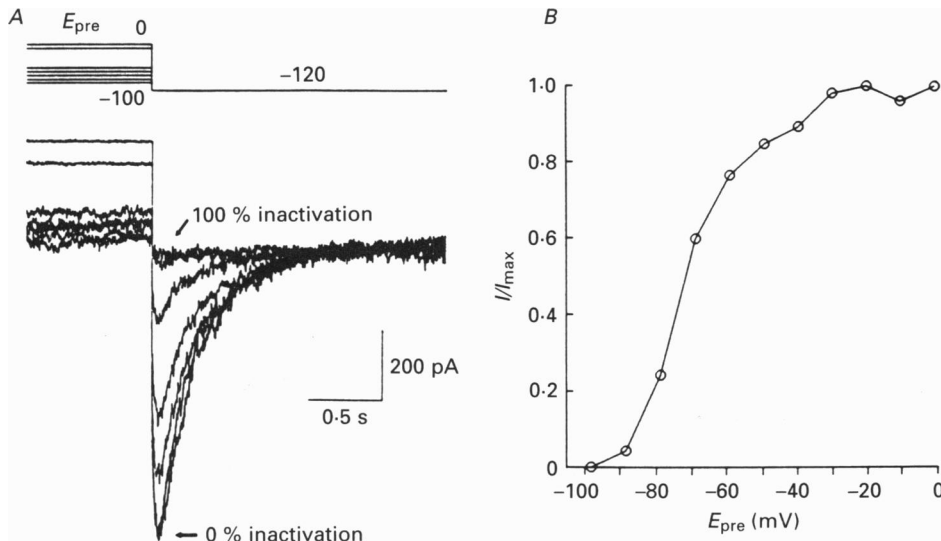 A
E_pre 0
−100
−120
100 % inactivation
200 pA
0·5 s
0 % inactivation
B
1·0
0·8
0·6
0·4
0·2
0
I/I_max
−100 −80 −60 −40 −20 0
E_pre (mV)